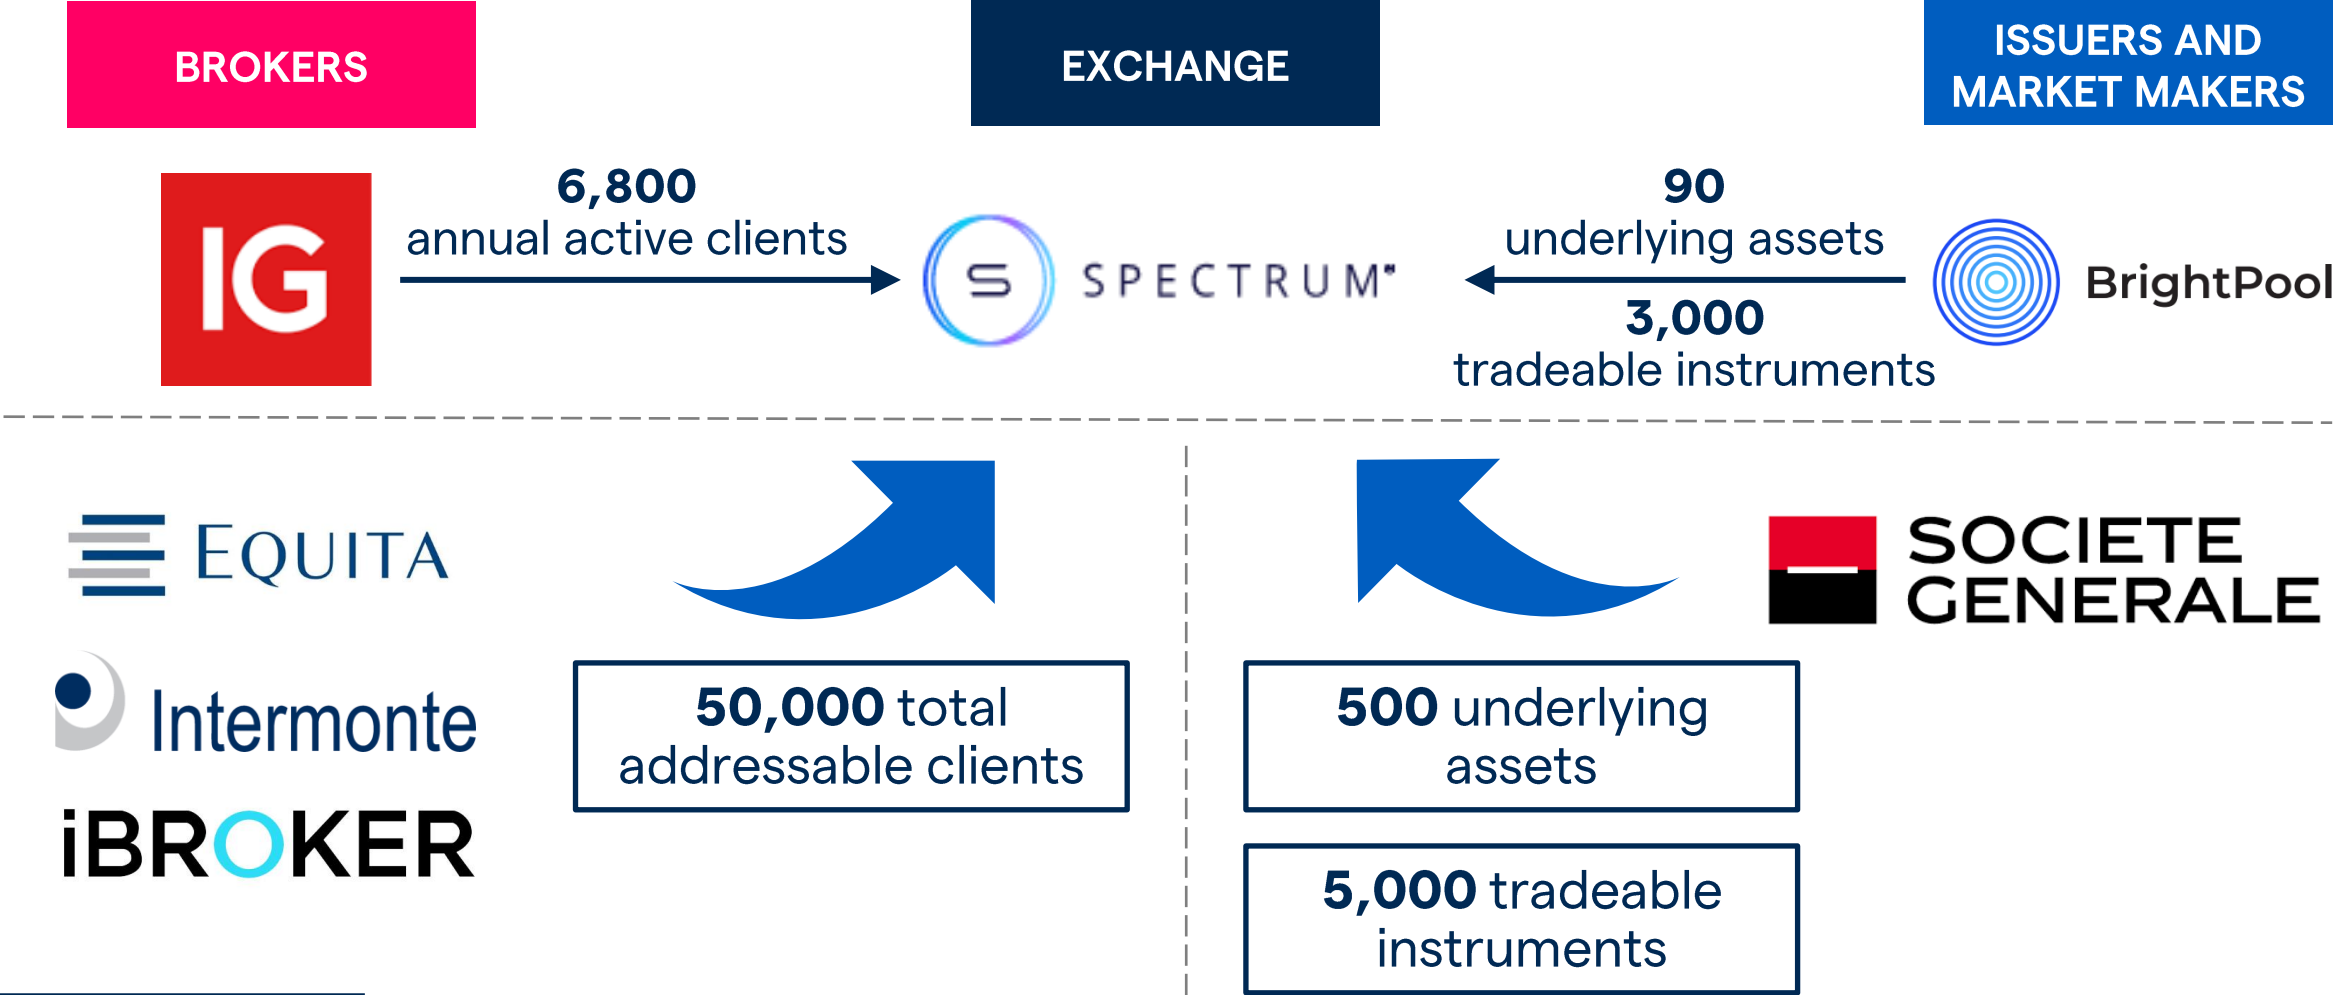 BROKERS
EXCHANGE
ISSUERS AND
MARKET MAKERS
IG
6,800
annual active clients
S SPECTRUM
90
underlying assets
3,000
tradeable instruments
BrightPool
EQUITA
Intermonte
iBROKER
50,000 total
addressable clients
SOCIETE
GENERALE
500 underlying
assets
5,000 tradeable
instruments